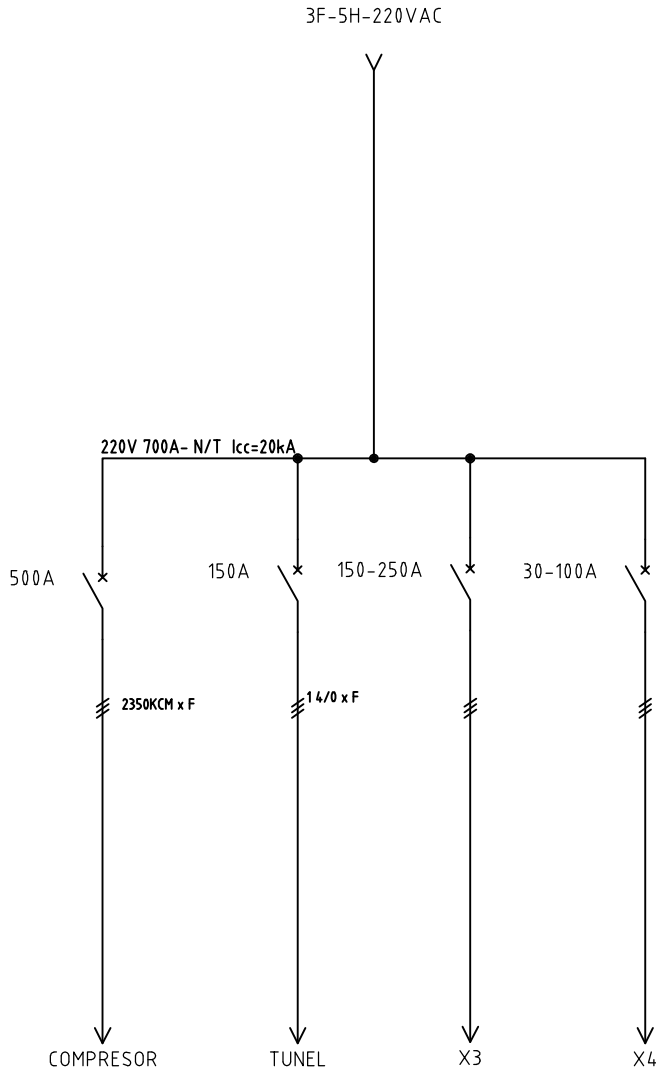 3F-5H-220VAC
220V 700A- N/T Icc=20kA
500A
150A
150-250A
30-100A
2350KCM x F
1 4/0 x F
COMPRESOR
TUNEL
X3
X4